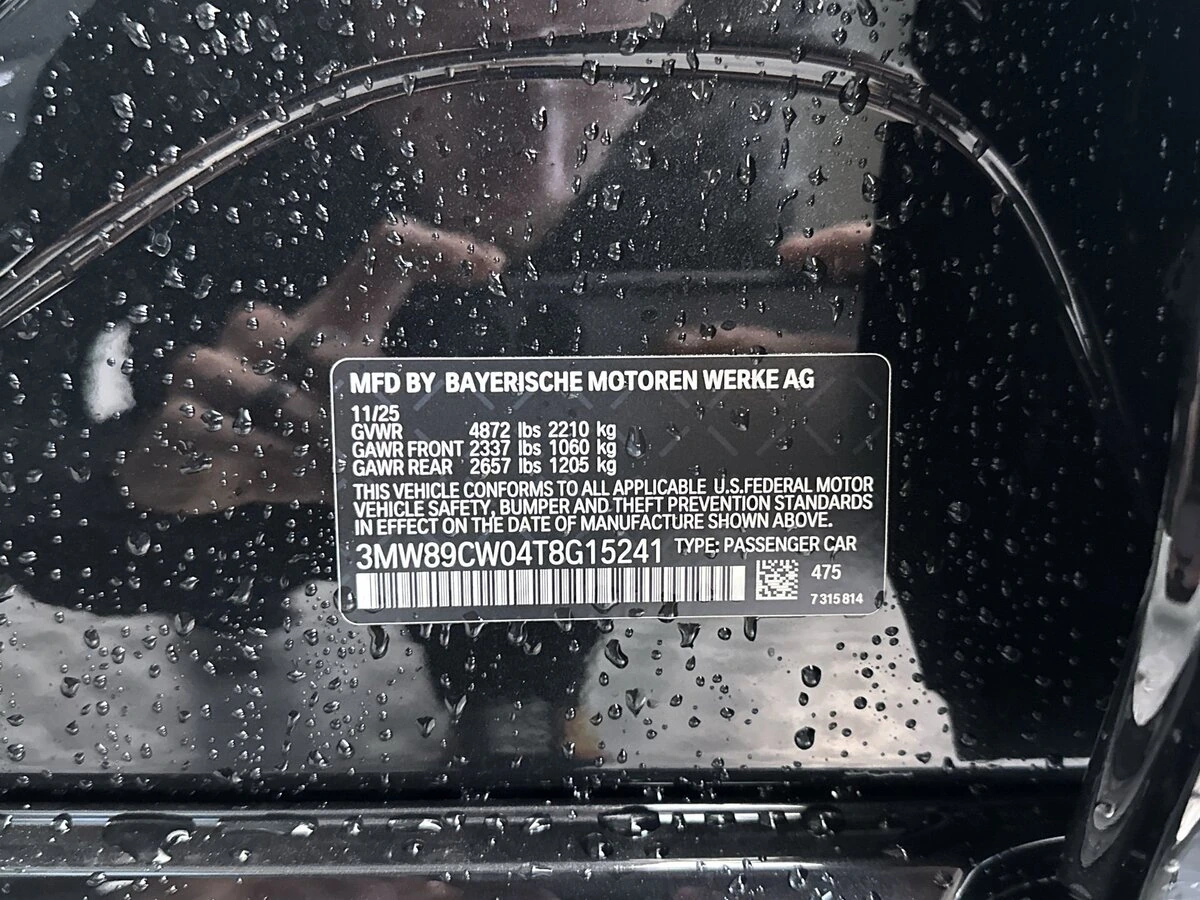 MFD BY BAYERISCHE MOTOREN WERKE AG
11/25
GVWR 4872 lbs 2210 kg
GAWR FRONT 2337 lbs 1060 kg
GAWR REAR 2657 lbs 1205 kg
THIS VEHICLE CONFORMS TO ALL APPLICABLE U.S.FEDERAL MOTOR
VEHICLE SAFETY, BUMPER AND THEFT PREVENTION STANDARDS
IN EFFECT ON THE DATE OF MANUFACTURE SHOWN ABOVE.
3MW89CW04T8G15241 TYPE: PASSENGER CAR
475
7 315 814